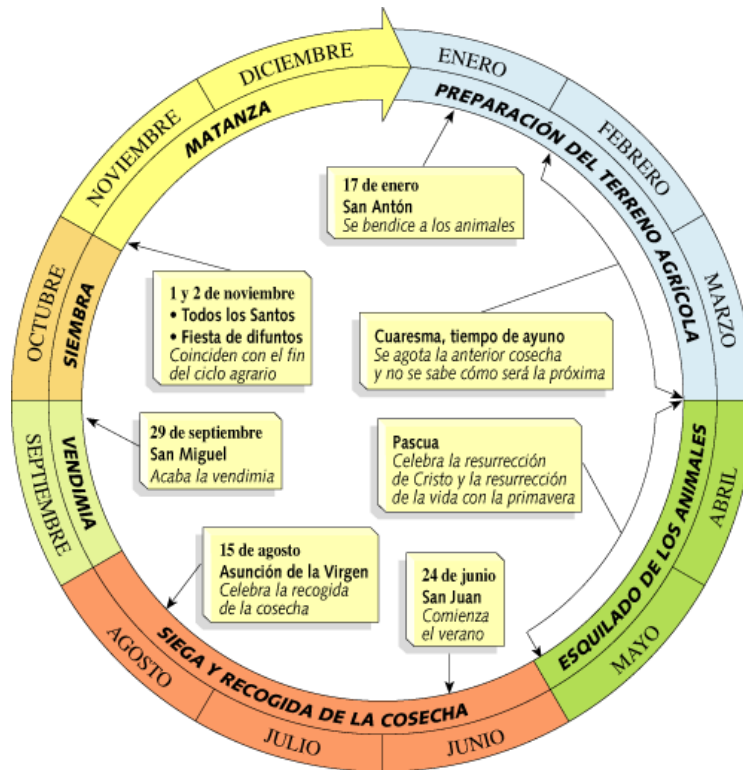 ENERO
FEBRERO
MARZO
ABRIL
MAYO
JUNIO
JULIO
AGOSTO
SEPTIEMBRE
OCTUBRE
NOVIEMBRE
DICIEMBRE
PREPARACIÓN DEL TERRENO AGRÍCOLA
ESQUILADO DE LOS ANIMALES
SIEGA Y RECOGIDA DE LA COSECHA
VENDIMIA
SIEMBRA
MATANZA
17 de enero
San Antón
Se bendice a los animales
Cuaresma, tiempo de ayuno
Se agota la anterior cosecha
y no se sabe cómo será la próxima
Pascua
Celebra la resurrección
de Cristo y la resurrección
de la vida con la primavera
24 de junio
San Juan
Comienza
el verano
15 de agosto
Asunción de la Virgen
Celebra la recogida
de la cosecha
29 de septiembre
San Miguel
Acaba la vendimia
1 y 2 de noviembre
• Todos los Santos
• Fiesta de difuntos
Coinciden con el fin
del ciclo agrario